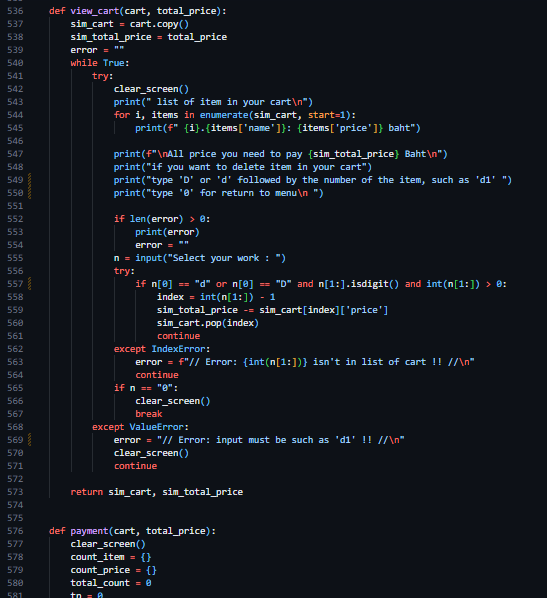 536 def view_cart(cart, total_price):
537     sim_cart = cart.copy()
538     sim_total_price = total_price
539     error = ""
540     while True:
541         try:
542             clear_screen()
543             print(" list of item in your cart\n")
544             for i, items in enumerate(sim_cart, start=1):
545                 print(f" {i}.{items['name']}: {items['price']} baht")
546
547             print(f"\nAll price you need to pay {sim_total_price} Baht\n")
548             print("if you want to delete item in your cart")
549             print("type 'D' or 'd' followed by the number of the item, such as 'd1' ")
550             print("type '0' for return to menu\n ")
551
552             if len(error) > 0:
553                 print(error)
554                 error = ""
555             n = input("Select your work : ")
556             try:
557                 if n[0] == "d" or n[0] == "D" and n[1:].isdigit() and int(n[1:]) > 0:
558                     index = int(n[1:]) - 1
559                     sim_total_price -= sim_cart[index]['price']
560                     sim_cart.pop(index)
561                     continue
562             except IndexError:
563                 error = f"// Error: {int(n[1:])} isn't in list of cart !! //\n"
564                 continue
565             if n == "0":
566                 clear_screen()
567                 break
568         except ValueError:
569             error = "// Error: input must be such as 'd1' !! //\n"
570             clear_screen()
571             continue
572
573     return sim_cart, sim_total_price
574
575
576 def payment(cart, total_price):
577     clear_screen()
578     count_item = {}
579     count_price = {}
580     total_count = 0
581     tp = 0